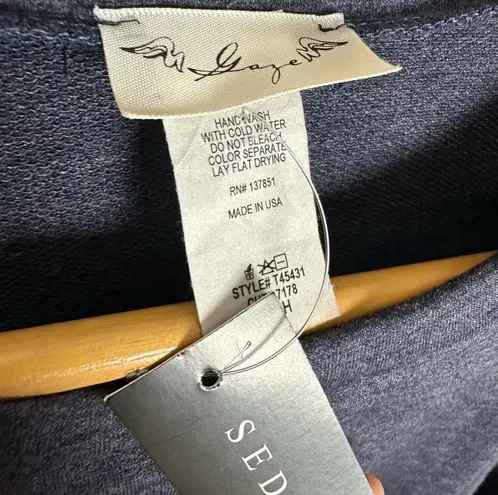 Gaze
HAND WASH
WITH COLD WATER
DO NOT BLEACH
COLOR SEPARATE
LAY FLAT DRYING
RN# 137851
MADE IN USA
STYLE# T45431
7178
H
SED